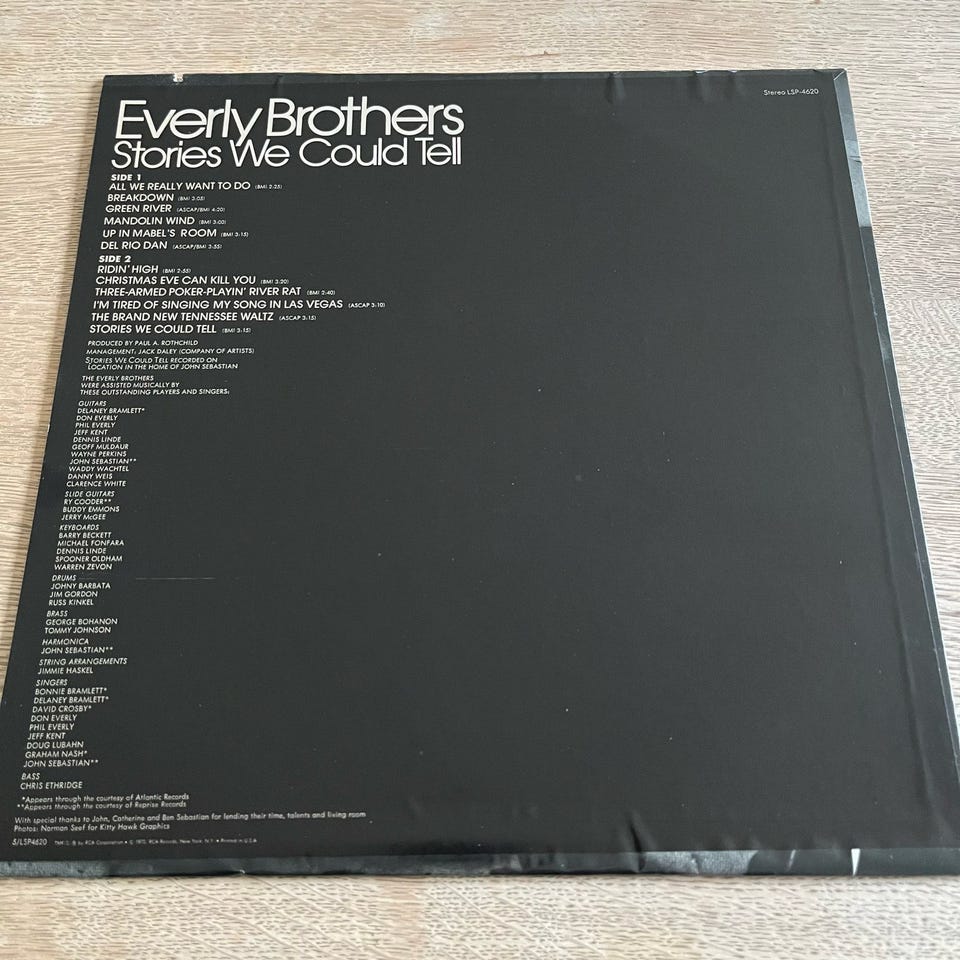 Stereo LSP-4620
Everly Brothers
Stories We Could Tell
SIDE 1
ALL WE REALLY WANT TO DO (BMI 2:25)
BREAKDOWN (BMI 3:05)
GREEN RIVER (ASCAP/BMI 4:20)
MANDOLIN WIND (BMI 3:00)
UP IN MABEL'S ROOM (BMI 3:15)
DEL RIO DAN (ASCAP/BMI 3:55)
SIDE 2
RIDIN' HIGH (BMI 2:55)
CHRISTMAS EVE CAN KILL YOU (BMI 3:20)
THREE-ARMED POKER-PLAYIN' RIVER RAT (BMI 2:40)
I'M TIRED OF SINGING MY SONG IN LAS VEGAS (ASCAP 3:10)
THE BRAND NEW TENNESSEE WALTZ (ASCAP 3:15)
STORIES WE COULD TELL (BMI 3:15)
PRODUCED BY PAUL A. ROTHCHILD
MANAGEMENT: JACK DALEY (COMPANY OF ARTISTS)
STORIES WE COULD TELL RECORDED ON
LOCATION IN THE HOME OF JOHN SEBASTIAN
THE EVERLY BROTHERS
WERE ASSISTED MUSICALLY BY
THESE OUTSTANDING PLAYERS AND SINGERS:
GUITARS
DELANEY BRAMLETT*
DON EVERLY
PHIL EVERLY
JEFF KENT
DENNIS LINDE
GEOFF MULDAUR
WAYNE PERKINS
JOHN SEBASTIAN**
WADDY WACHTEL
DANNY WEIS
CLARENCE WHITE
SLIDE GUITARS
RY COODER**
BUDDY EMMONS
JERRY McGEE
KEYBOARDS
BARRY BECKETT
MICHAEL FONFARA
DENNIS LINDE
SPOONER OLDHAM
WARREN ZEVON
DRUMS
JOHNY BARBATA
JIM GORDON
RUSS KINKEL
BRASS
GEORGE BOHANON
TOMMY JOHNSON
HARMONICA
JOHN SEBASTIAN**
STRING ARRANGEMENTS
JIMMIE HASKEL
SINGERS
BONNIE BRAMLETT*
DELANEY BRAMLETT*
DAVID CROSBY*
DON EVERLY
PHIL EVERLY
JEFF KENT
DOUG LUBAHN
GRAHAM NASH*
JOHN SEBASTIAN**
BASS
CHRIS ETHRIDGE
*Appears through the courtesy of Atlantic Records
**Appears through the courtesy of Reprise Records
With special thanks to John, Catherine and Ben Sebastian for lending their time, talents and living room
Photos: Norman Seef for Kitty Hawk Graphics
S/LSP4620 TMK(S) ® by RCA Corporation • © 1972, RCA Records, New York, N.Y. • Printed in U.S.A.